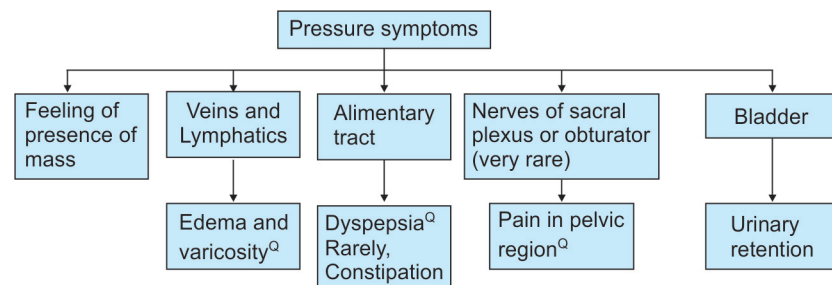 Pressure symptoms
Feeling of
presence of
mass
Veins and
Lymphatics
Alimentary
tract
Nerves of sacral
plexus or obturator
(very rare)
Bladder
Edema and
varicosityQ
DyspepsiaQ
Rarely,
Constipation
Pain in pelvic
regionQ
Urinary
retention